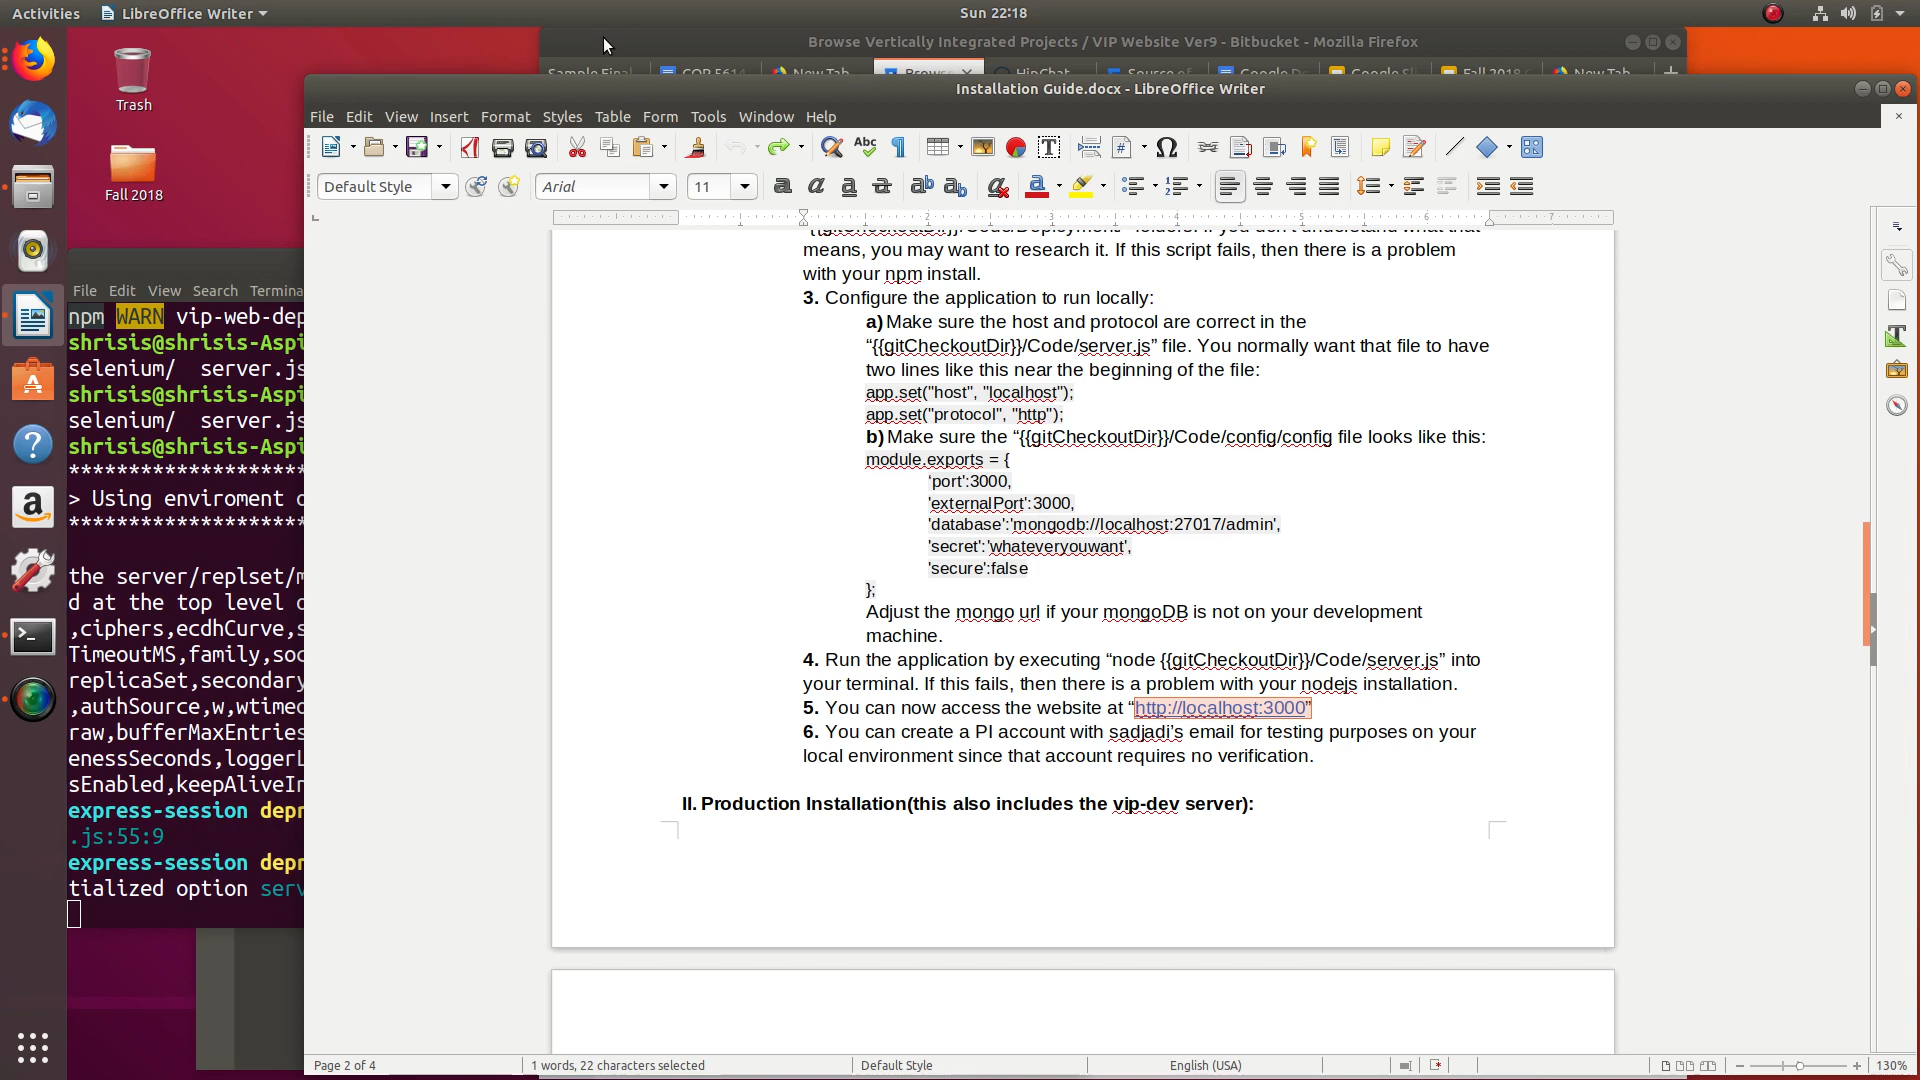 Activities
LibreOffice Writer
Sun 22:18
Trash
Fall 2018
Browse Vertically Integrated Projects / VIP Website Ver9 - Bitbucket - Mozilla Firefox
Installation Guide.docx - LibreOffice Writer
File Edit View Insert Format Styles Table Form Tools Window Help
Default Style
Arial
11
File Edit View Search Termina
npm WARN vip-web-dep
shrisis@shrisis-Aspi
selenium/ server.js
shrisis@shrisis-Aspi
selenium/ server.js
shrisis@shrisis-Aspi
********************
> Using enviroment
********************
the server/replset/
d at the top level
,ciphers,ecdhCurve,s
TimeoutMS,family,soc
replicaSet,secondary
,authSource,w,wtimeo
raw,bufferMaxEntries
enessSeconds,loggerL
sEnabled,keepAliveIn
express-session depr
.js:55:9
express-session depr
tialized option serv
means, you may want to research it. If this script fails, then there is a problem
with your npm install.
3. Configure the application to run locally:
a) Make sure the host and protocol are correct in the
“{{gitCheckoutDir}}/Code/server.js” file. You normally want that file to have
two lines like this near the beginning of the file:
app.set("host", "localhost");
app.set("protocol", "http");
b) Make sure the “{{gitCheckoutDir}}/Code/config/config file looks like this:
module.exports = {
‘port’:3000,
'externalPort':3000,
'database':'mongodb://localhost:27017/admin',
'secret':'whateveryouwant',
'secure':false
};
Adjust the mongo url if your mongoDB is not on your development
machine.
4. Run the application by executing “node {{gitCheckoutDir}}/Code/server.js” into
your terminal. If this fails, then there is a problem with your nodejs installation.
5. You can now access the website at “http://localhost:3000”
6. You can create a PI account with sadjadi’s email for testing purposes on your
local environment since that account requires no verification.
II. Production Installation(this also includes the vip-dev server):
Page 2 of 4
1 words, 22 characters selected
Default Style
English (USA)
130%